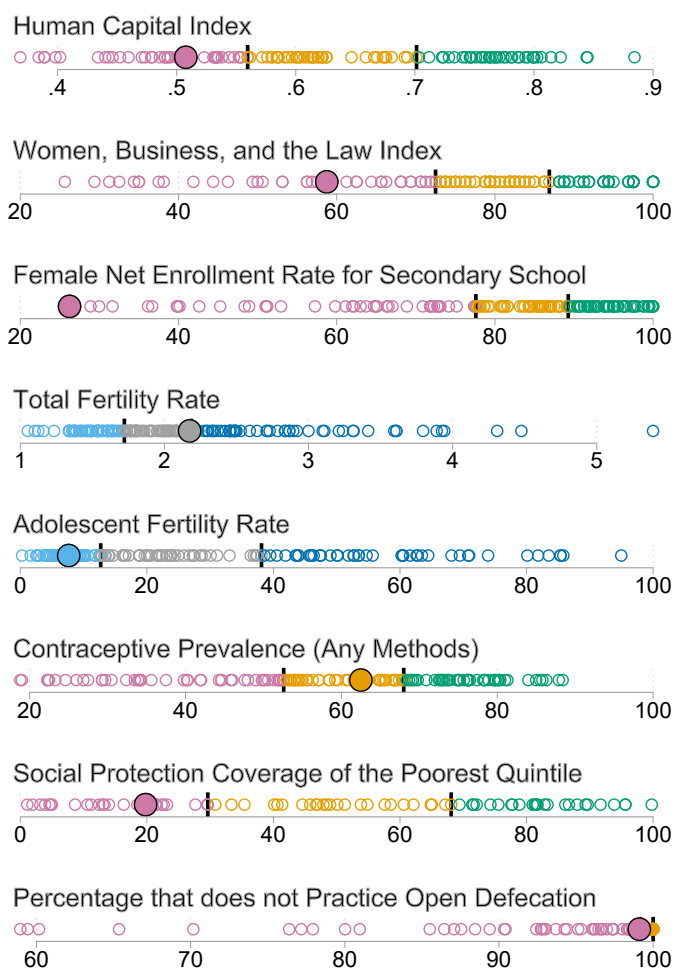 Human Capital Index
.4 .5 .6 .7 .8 .9
Women, Business, and the Law Index
20 40 60 80 100
Female Net Enrollment Rate for Secondary School
20 40 60 80 100
Total Fertility Rate
1 2 3 4 5
Adolescent Fertility Rate
0 20 40 60 80 100
Contraceptive Prevalence (Any Methods)
20 40 60 80 100
Social Protection Coverage of the Poorest Quintile
0 20 40 60 80 100
Percentage that does not Practice Open Defecation
60 70 80 90 100